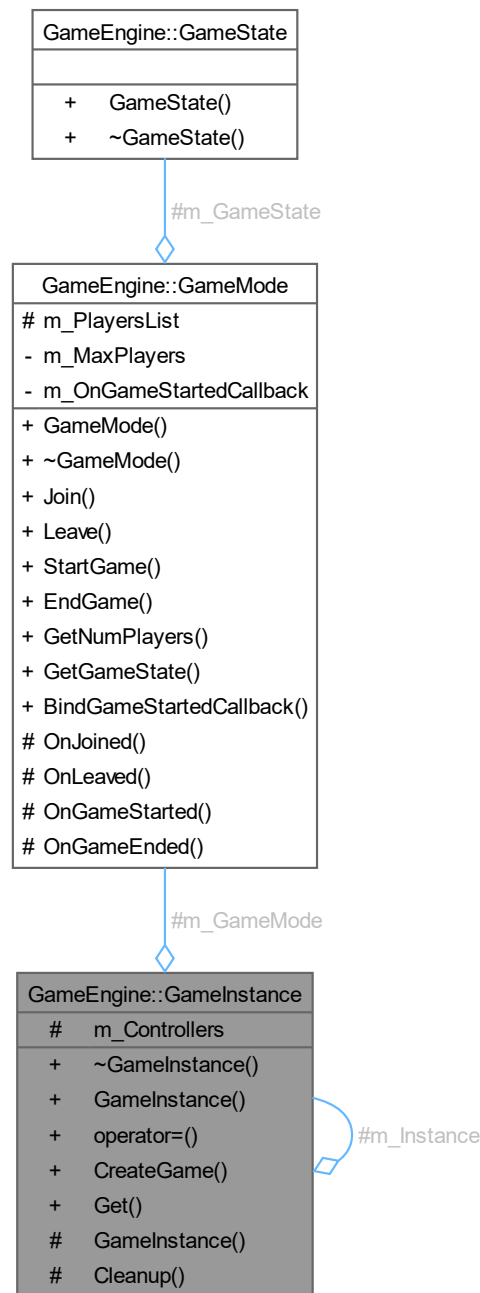 GameEngine::GameState
+ GameState()
+ ~GameState()
#m_GameState
GameEngine::GameMode
# m_PlayersList
- m_MaxPlayers
- m_OnGameStartedCallback
+ GameMode()
+ ~GameMode()
+ Join()
+ Leave()
+ StartGame()
+ EndGame()
+ GetNumPlayers()
+ GetGameState()
+ BindGameStartedCallback()
# OnJoined()
# OnLeaved()
# OnGameStarted()
# OnGameEnded()
#m_GameMode
GameEngine::GameInstance
# m_Controllers
+ ~GameInstance()
+ GameInstance()
+ operator=()
#m_Instance
+ CreateGame()
+ Get()
# GameInstance()
# Cleanup()